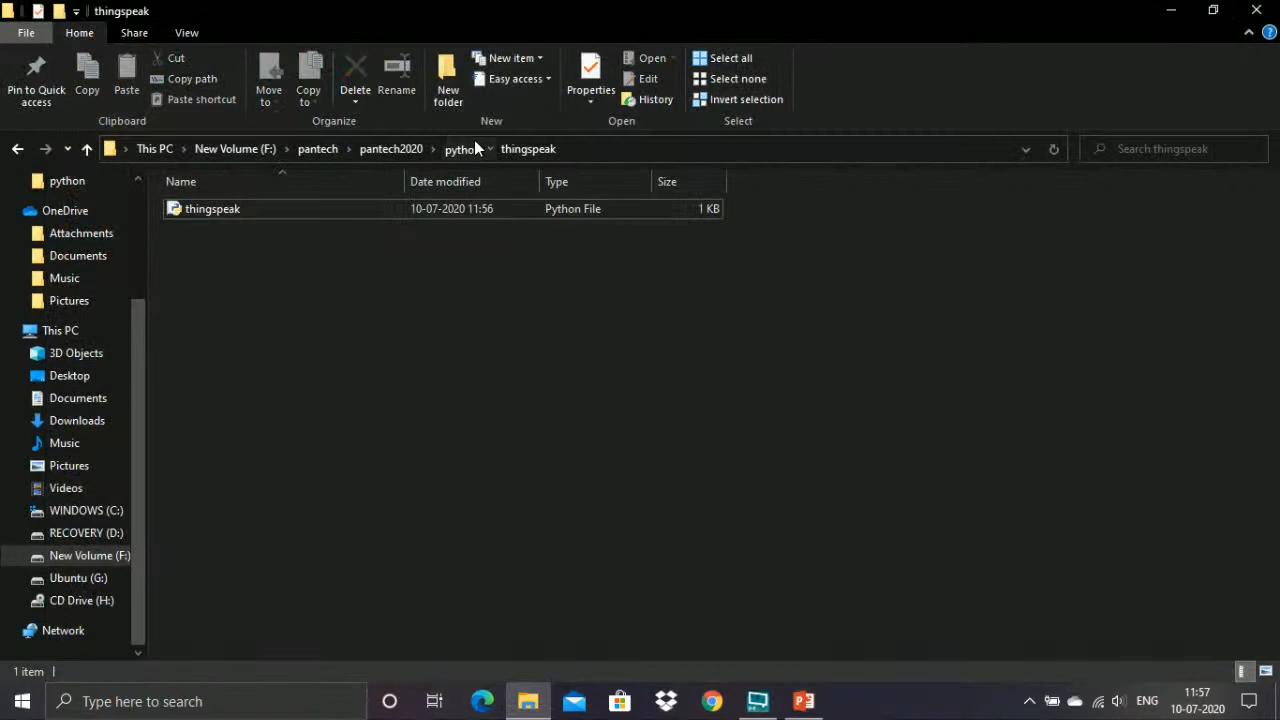 thingspeak
File Home Share View
Pin to Quick access
Copy
Paste
Cut
Copy path
Paste shortcut
Clipboard
Move to
Copy to
Delete
Rename
Organize
New folder
New item
Easy access
New
Properties
Open
Edit
History
Open
Select all
Select none
Invert selection
Select
This PC New Volume (F:) pantech pantech2020 python thingspeak
Search thingspeak
Name Date modified Type Size
thingspeak 10-07-2020 11:56 Python File 1 KB
python
OneDrive
Attachments
Documents
Music
Pictures
This PC
3D Objects
Desktop
Documents
Downloads
Music
Pictures
Videos
WINDOWS (C:)
RECOVERY (D:)
New Volume (F:)
Ubuntu (G:)
CD Drive (H:)
Network
1 item
Type here to search
ENG
11:57
10-07-2020